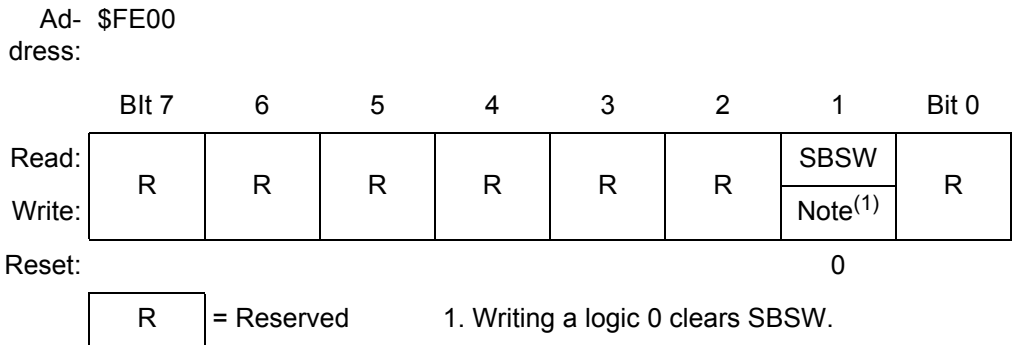 Ad- $FE00
dress:
BIt 7 6 5 4 3 2 1 Bit 0
Read: R R R R R R SBSW R
Write: Note(1)
Reset: 0
R = Reserved 1. Writing a logic 0 clears SBSW.